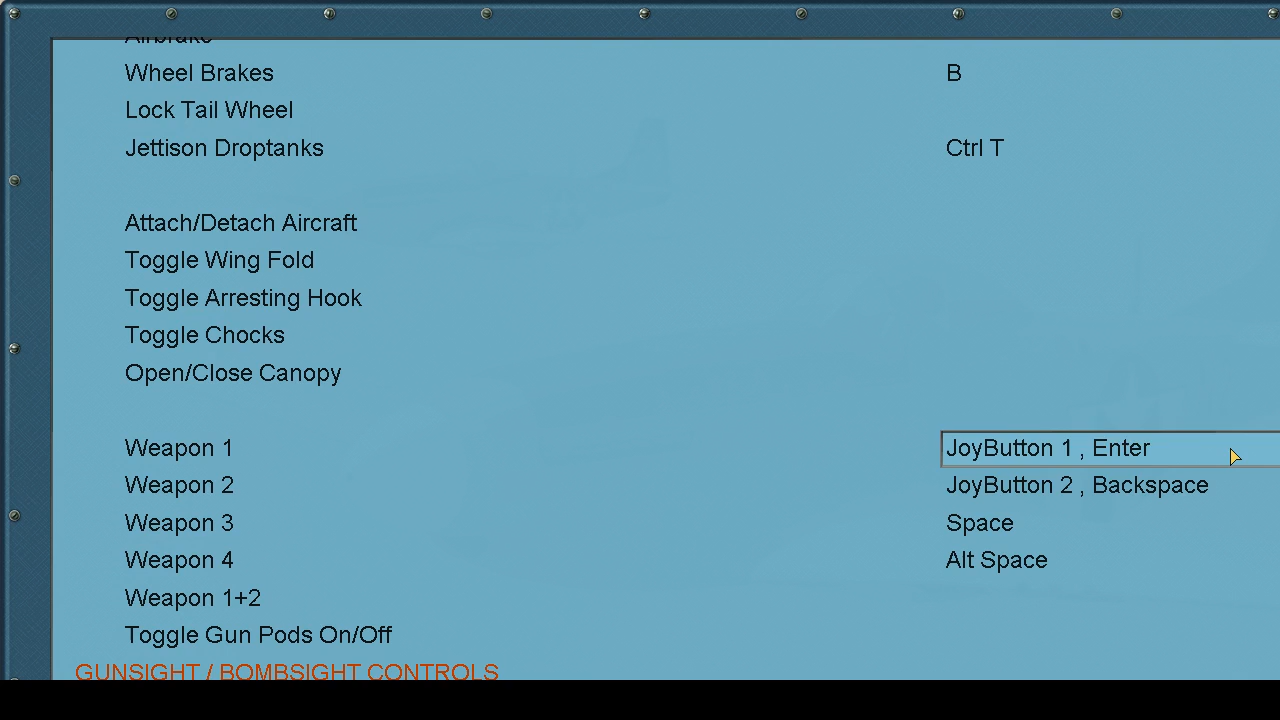 Airbrake
Wheel Brakes B
Lock Tail Wheel
Jettison Droptanks Ctrl T
Attach/Detach Aircraft
Toggle Wing Fold
Toggle Arresting Hook
Toggle Chocks
Open/Close Canopy
Weapon 1 JoyButton 1 , Enter
Weapon 2 JoyButton 2 , Backspace
Weapon 3 Space
Weapon 4 Alt Space
Weapon 1+2
Toggle Gun Pods On/Off
GUNSIGHT / BOMBSIGHT CONTROLS